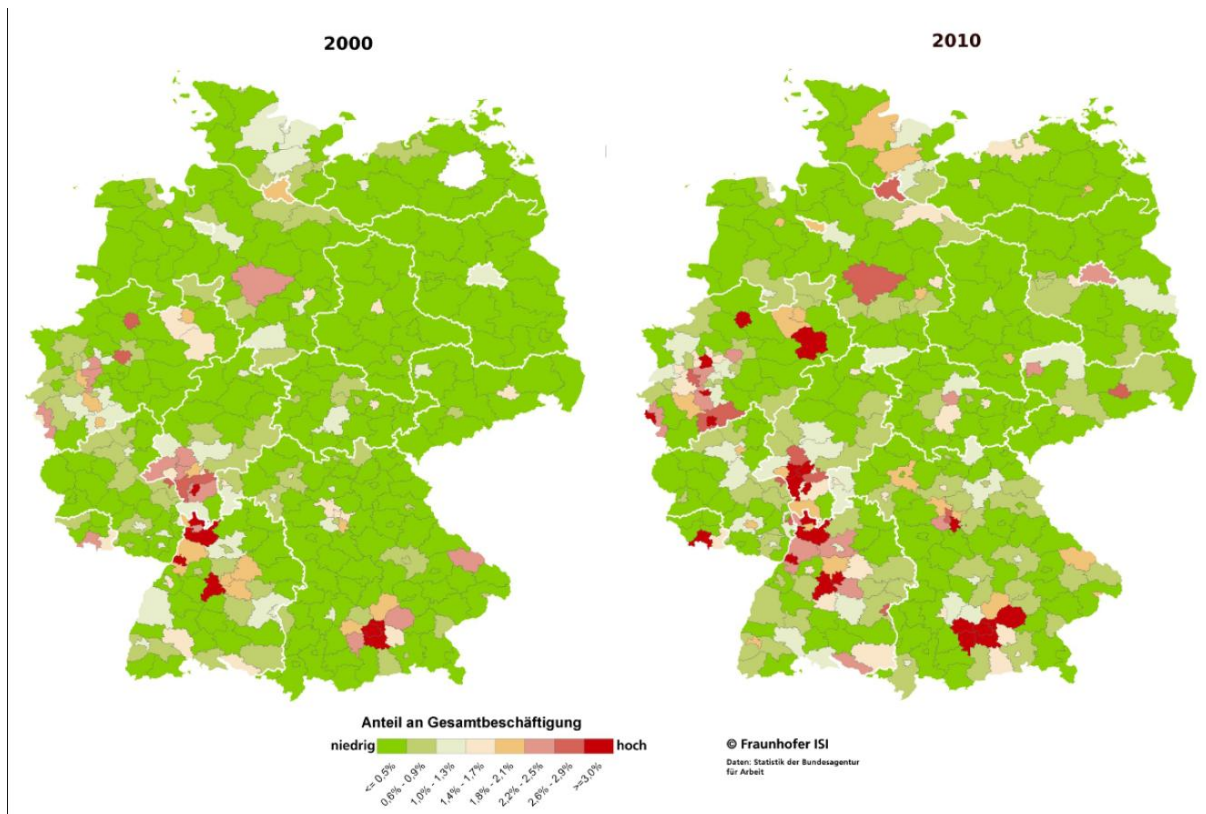 2000
2010
Anteil an Gesamtbeschäftigung
niedrig
hoch
<= 0,5%
0,6% - 0,9%
1,0% - 1,3%
1,4% - 1,7%
1,8% - 2,1%
2,2% - 2,5%
2,6% - 2,9%
>=3,0%
© Fraunhofer ISI
Daten: Statistik der Bundesagentur
für Arbeit